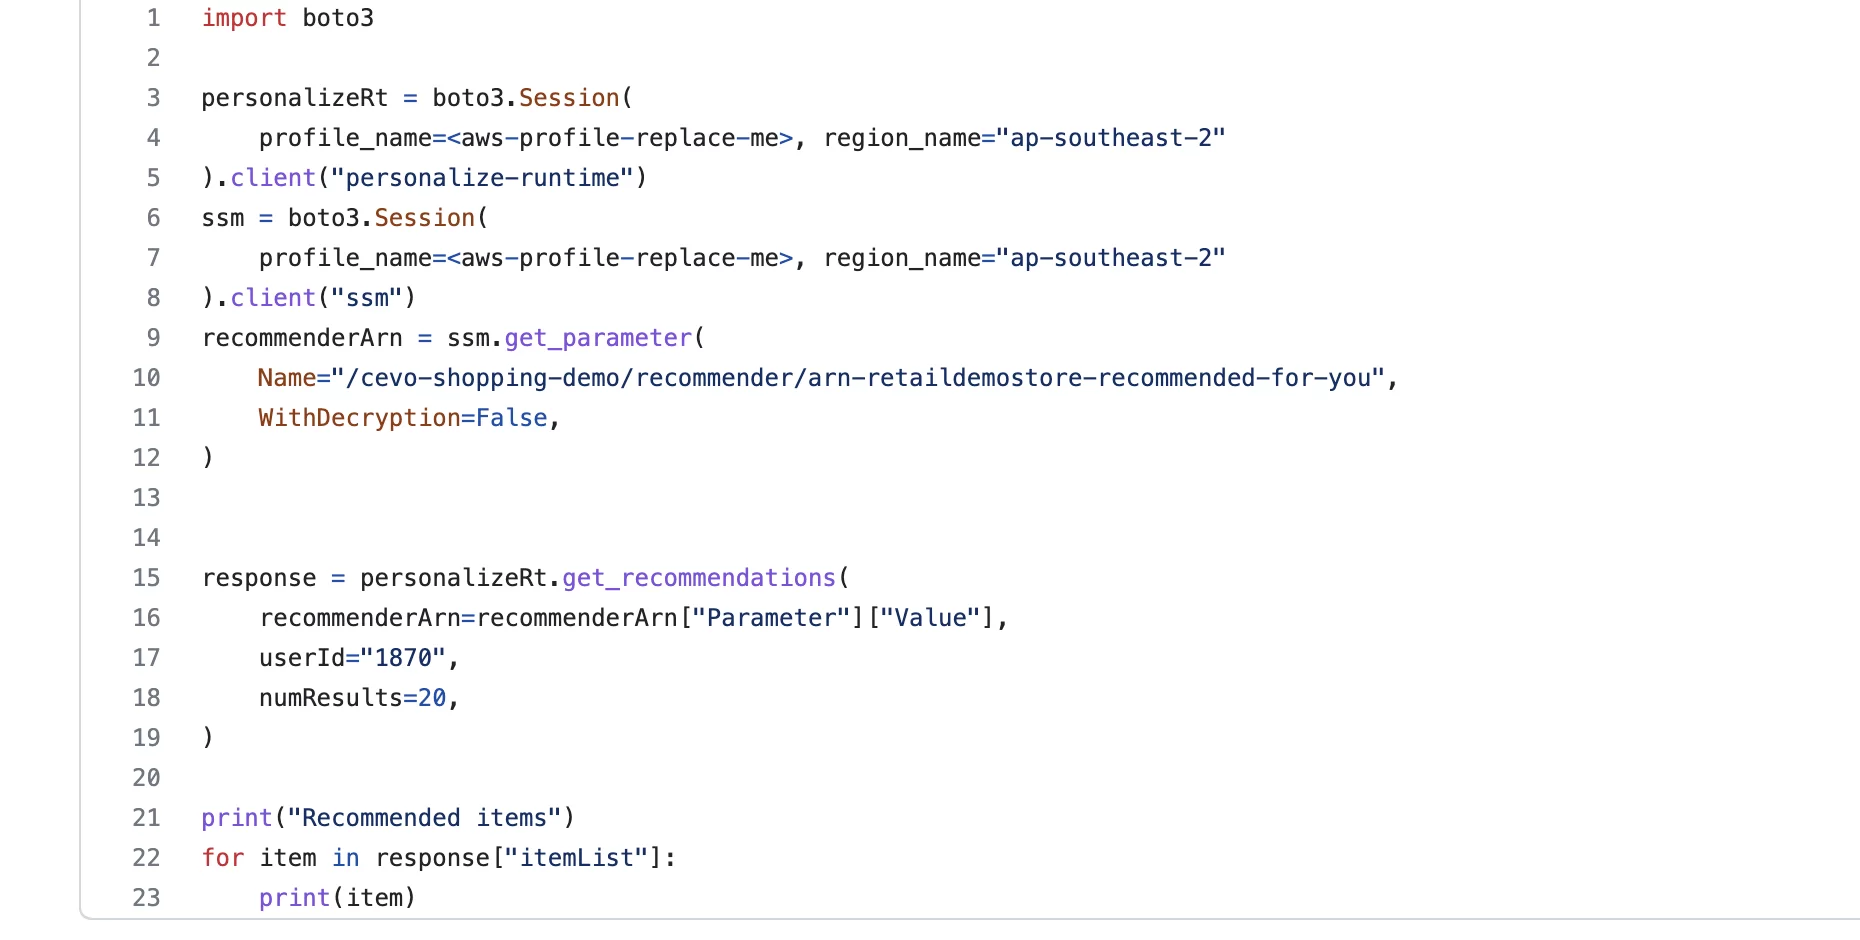 1 import boto3
2
3 personalizeRt = boto3.Session(
4     profile_name=<aws-profile-replace-me>, region_name="ap-southeast-2"
5 ).client("personalize-runtime")
6 ssm = boto3.Session(
7     profile_name=<aws-profile-replace-me>, region_name="ap-southeast-2"
8 ).client("ssm")
9 recommenderArn = ssm.get_parameter(
10     Name="/cevo-shopping-demo/recommender/arn-retaildemostore-recommended-for-you",
11     WithDecryption=False,
12 )
13
14
15 response = personalizeRt.get_recommendations(
16     recommenderArn=recommenderArn["Parameter"]["Value"],
17     userId="1870",
18     numResults=20,
19 )
20
21 print("Recommended items")
22 for item in response["itemList"]:
23     print(item)